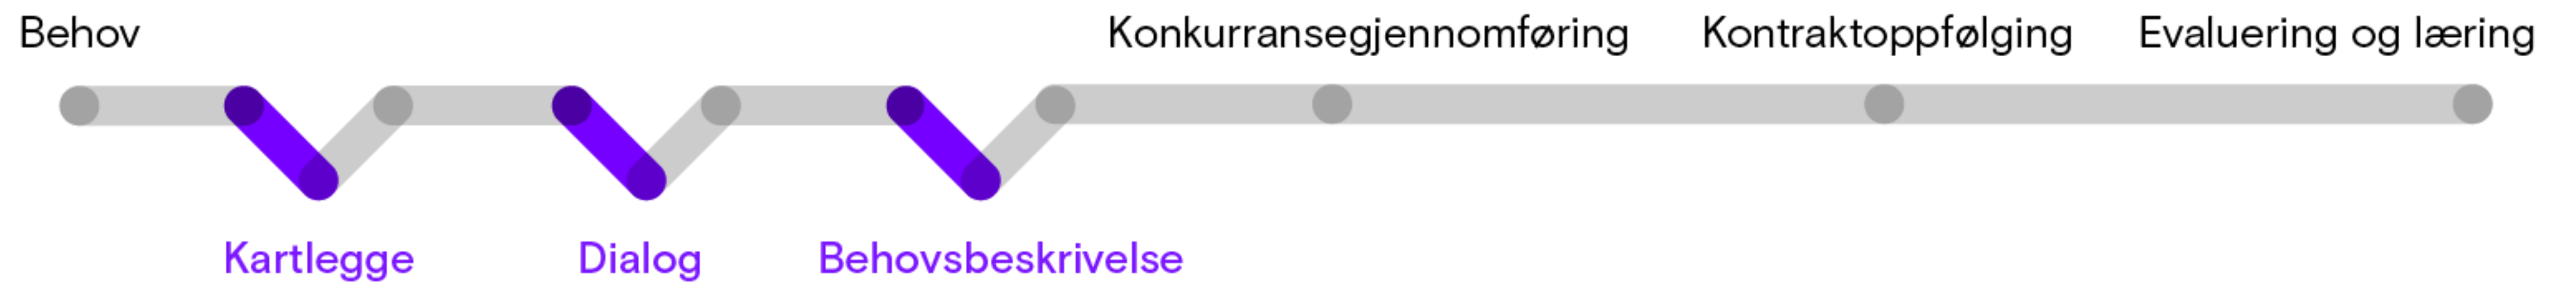 Behov
Konkurransegjennomføring
Kontraktoppfølging
Evaluering og læring
Kartlegge
Dialog
Behovsbeskrivelse